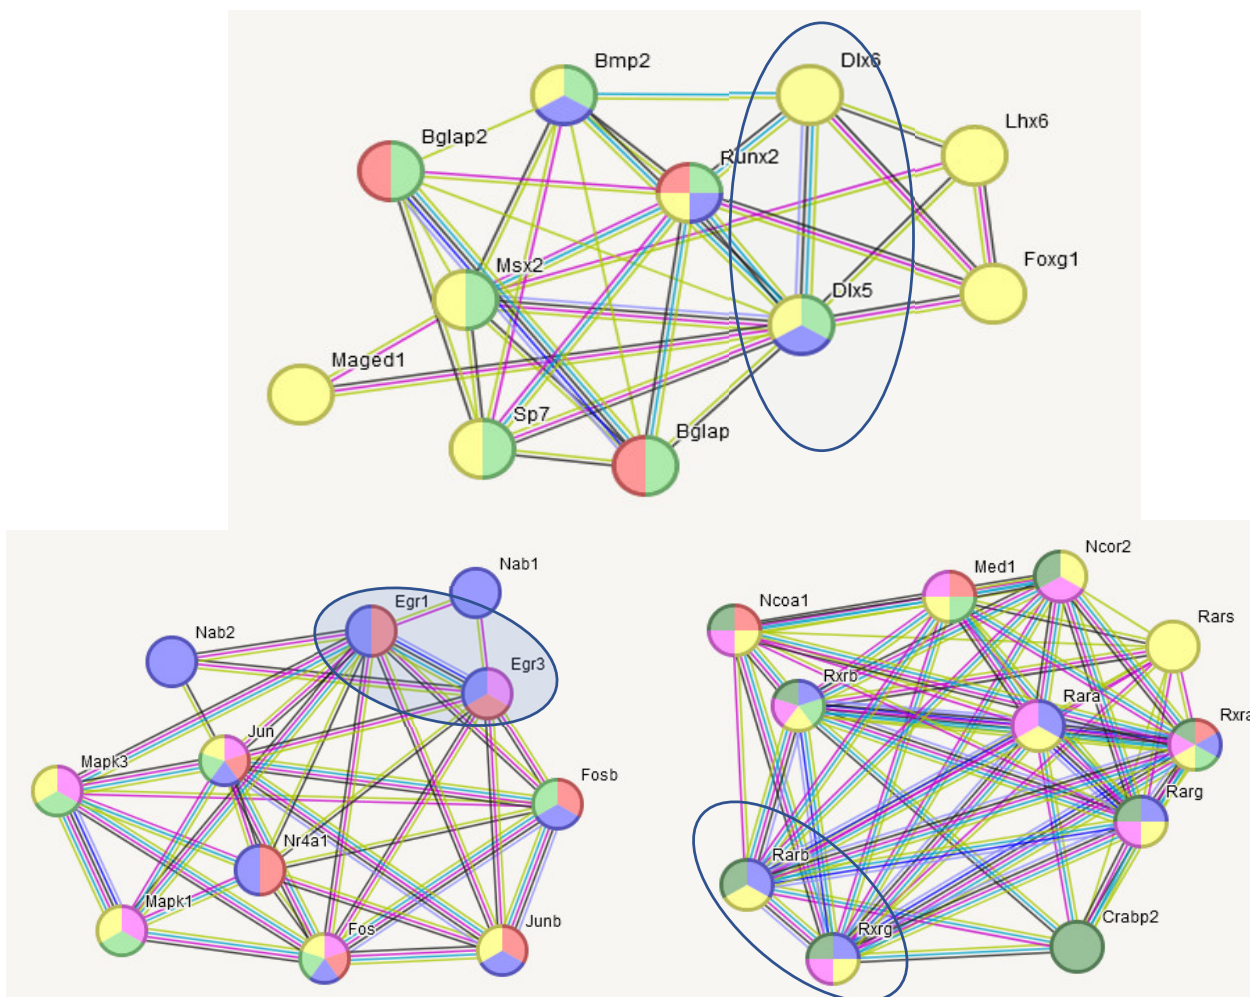 Bmp2
Dlx6
Bglap2
Lhx6
Runx2
Msx2
Foxg1
Dlx5
Maged1
Sp7
Bglap
Nab1
Egr1
Nab2
Egr3
Jun
Mapk3
Fosb
Nr4a1
Mapk1
Fos
Junb
Ncor2
Med1
Ncoa1
Rars
Rxrb
Rara
Rxra
Rarg
Rarb
Crabp2
Rxrg